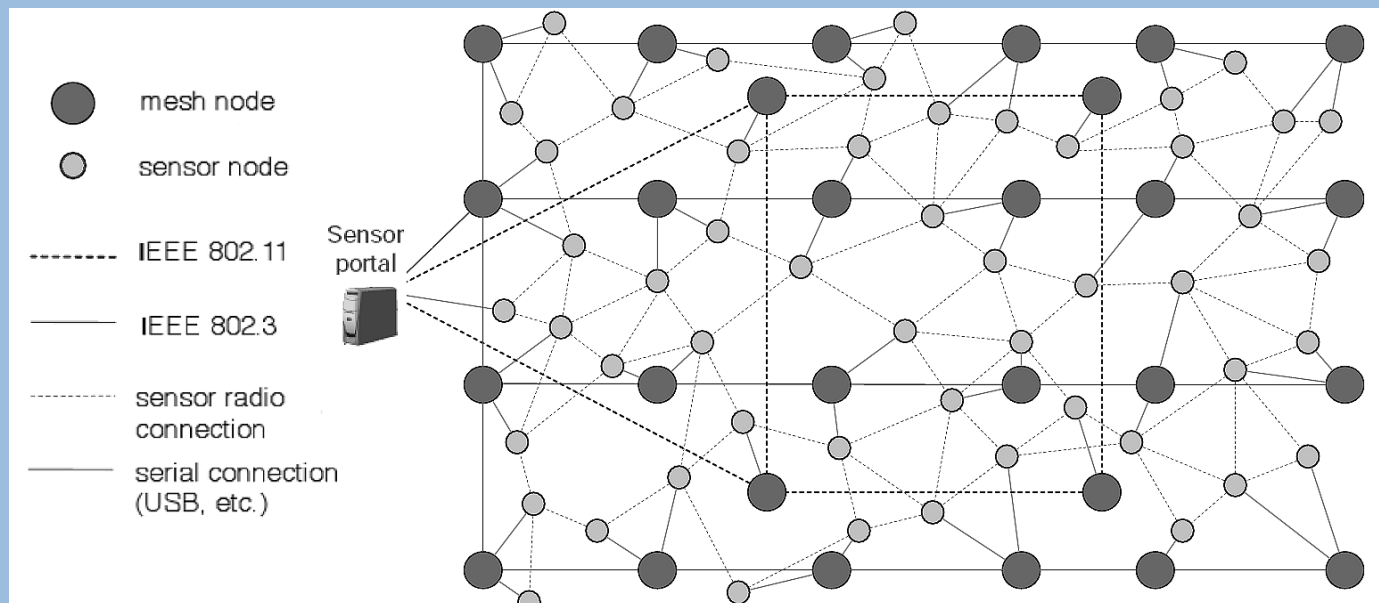 mesh node
sensor node
Sensor
portal
IEEE 802.11
IEEE 802.3
sensor radio
connection
serial connection
(USB, etc.)